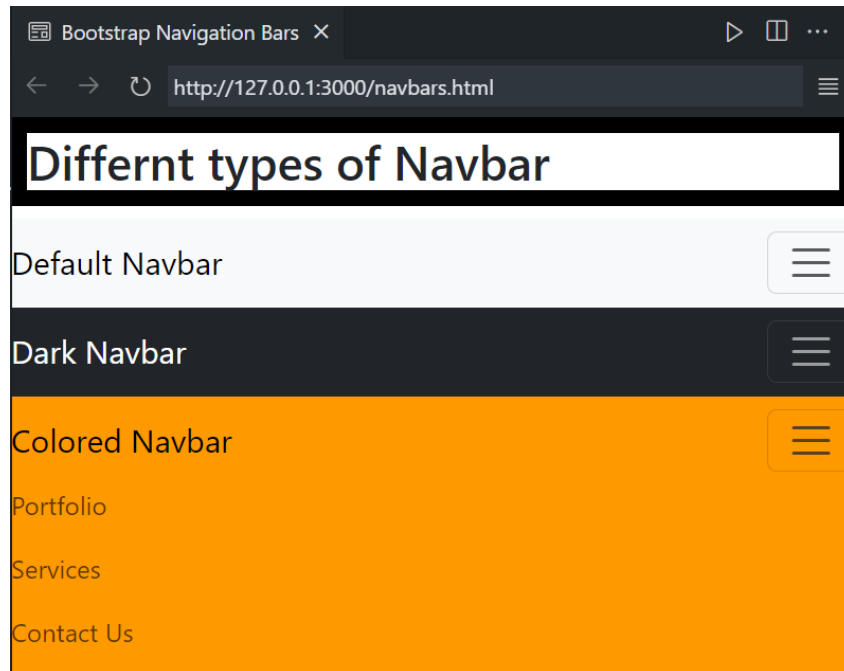 Bootstrap Navigation Bars
http://127.0.0.1:3000/navbars.html
Differnt types of Navbar
Default Navbar
Dark Navbar
Colored Navbar
Portfolio
Services
Contact Us